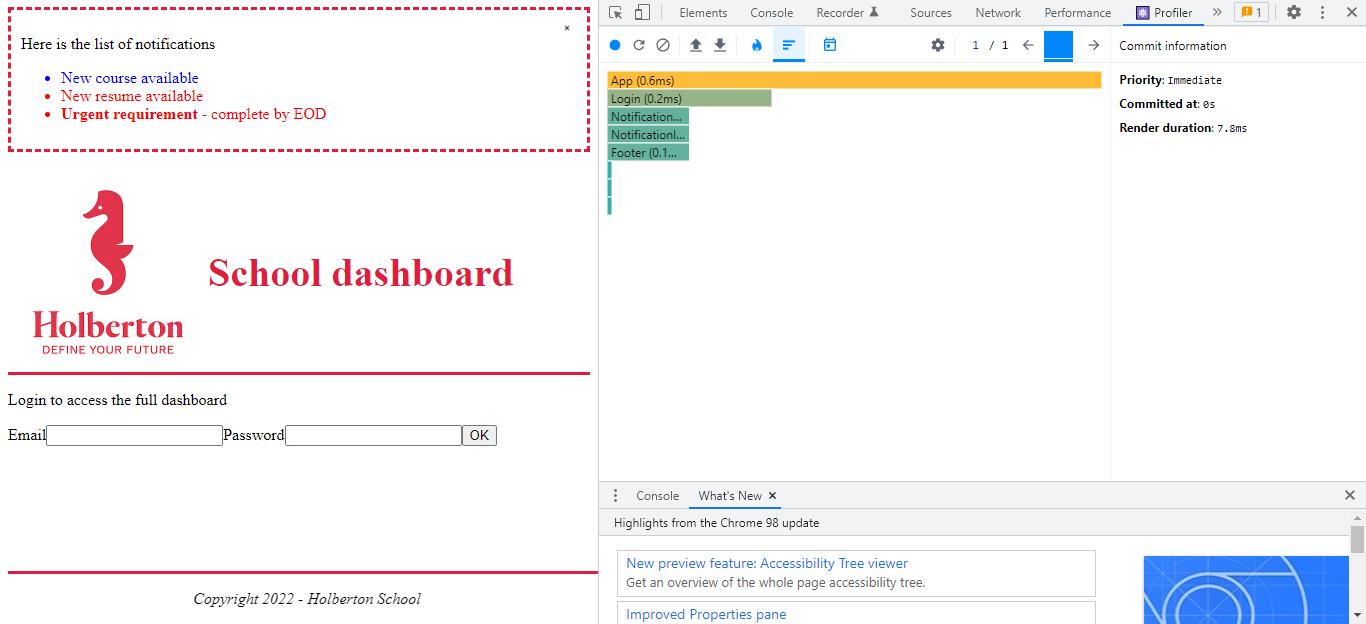 ×
Here is the list of notifications
New course available
New resume available
Urgent requirement - complete by EOD
Holberton
DEFINE YOUR FUTURE
School dashboard
Login to access the full dashboard
Email Password OK
Copyright 2022 - Holberton School
Elements Console Recorder Sources Network Performance Profiler » 1
1 / 1
Commit information
App (0.6ms)
Login (0.2ms)
Notification...
NotificationI...
Footer (0.1...
Priority: Immediate
Committed at: 0s
Render duration: 7.8ms
Console What's New ×
Highlights from the Chrome 98 update
New preview feature: Accessibility Tree viewer
Get an overview of the whole page accessibility tree.
Improved Properties pane